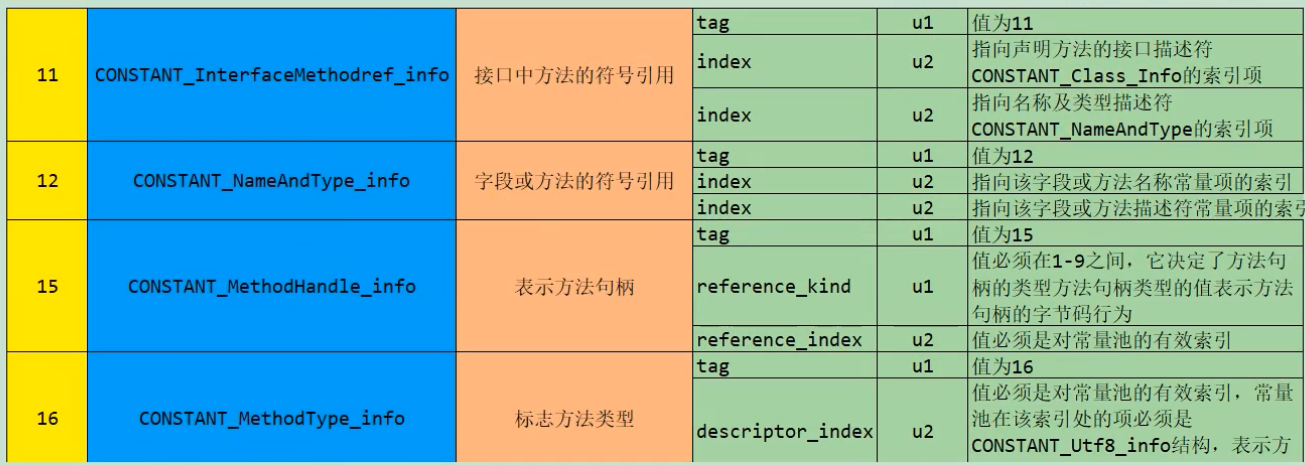 tag u1 值为11
11 CONSTANT_InterfaceMethodref_info 接口中方法的符号引用
index u2 指向声明方法的接口描述符
CONSTANT_Class_Info的索引项
index u2 指向名称及类型描述符
CONSTANT_NameAndType的索引项
tag u1 值为12
12 CONSTANT_NameAndType_info 字段或方法的符号引用
index u2 指向该字段或方法名称常量项的索引
index u2 指向该字段或方法描述符常量项的索引
tag u1 值为15
15 CONSTANT_MethodHandle_info 表示方法句柄
reference_kind u1 值必须在1-9之间，它决定了方法句
柄的类型方法句柄类型的值表示方法
句柄的字节码行为
reference_index u2 值必须是对常量池的有效索引
tag u1 值为16
16 CONSTANT_MethodType_info 标志方法类型
descriptor_index u2 值必须是对常量池的有效索引，常量
池在该索引处的项必须是
CONSTANT_Utf8_info结构，表示方